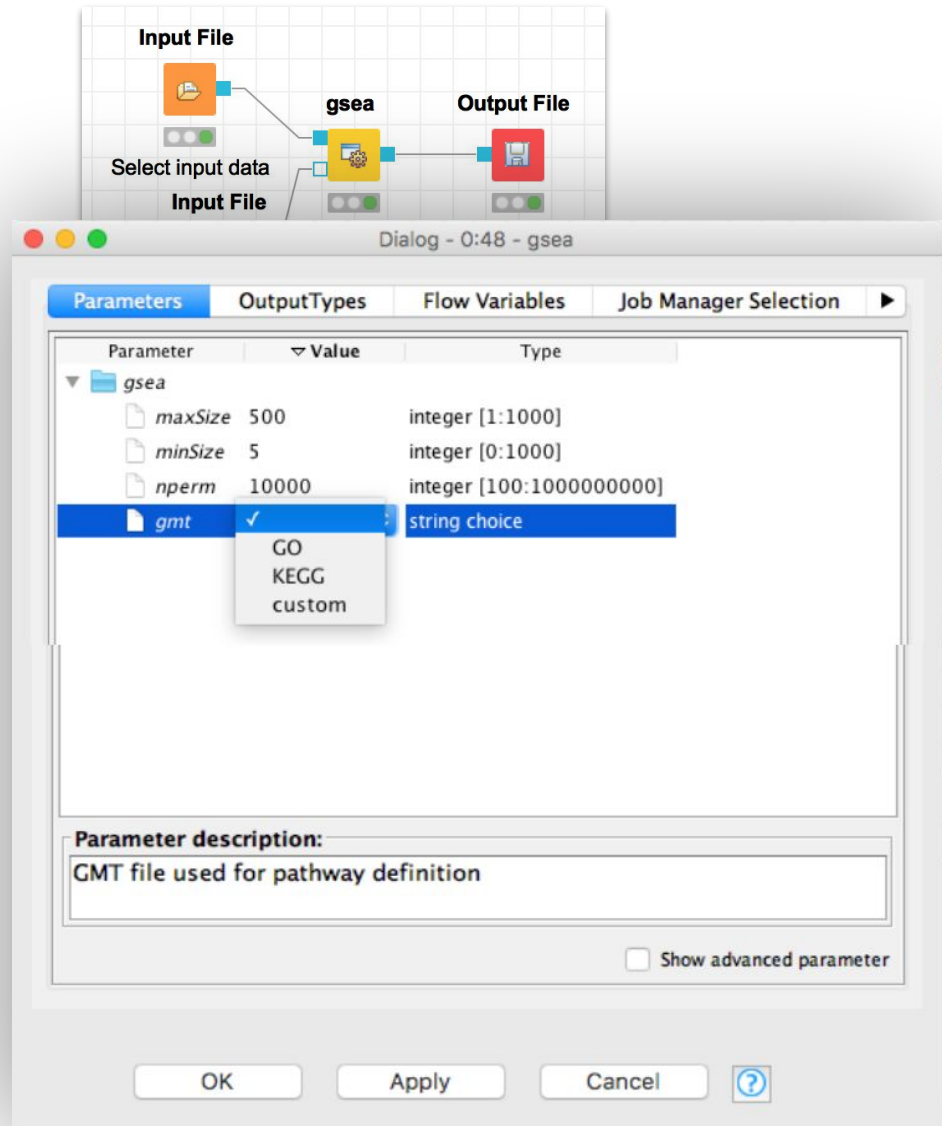 Input File
gsea Output File
Select input data
Input File
Dialog - 0:48 - gsea
Parameters OutputTypes Flow Variables Job Manager Selection
Parameter Value Type
gsea
maxSize 500 integer [1:1000]
minSize 5 integer [0:1000]
nperm 10000 integer [100:1000000000]
gmt string choice
GO
KEGG
custom
Parameter description:
GMT file used for pathway definition
Show advanced parameter
OK Apply Cancel ?